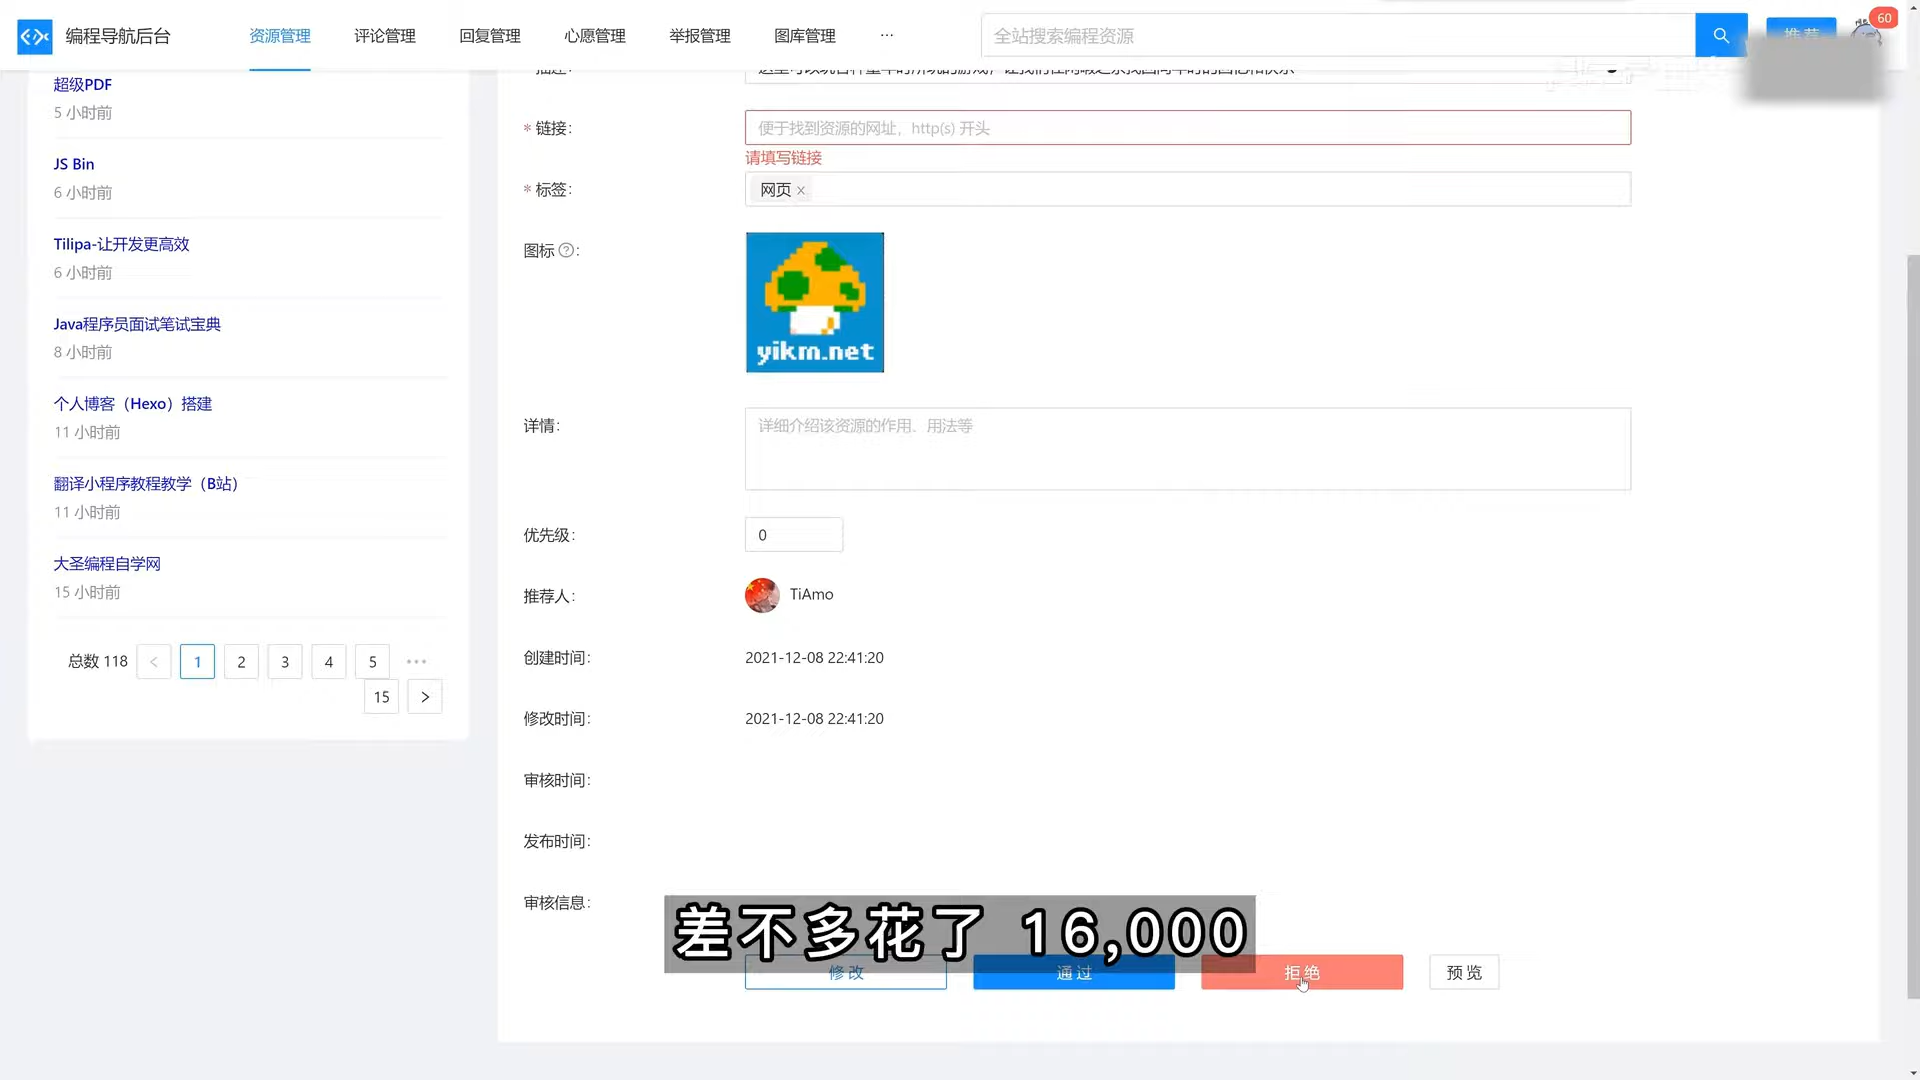 编程导航后台
资源管理 评论管理 回复管理 心愿管理 举报管理 图库管理 ···
全站搜索编程资源
推荐
60
超级PDF
5 小时前
JS Bin
6 小时前
Tilipa-让开发更高效
6 小时前
Java程序员面试笔试宝典
8 小时前
个人博客（Hexo）搭建
11 小时前
翻译小程序教程教学（B站）
11 小时前
大圣编程自学网
15 小时前
总数 118 < 1 2 3 4 5 •••
15 >
* 链接:
便于找到资源的网址，http(s) 开头
请填写链接
* 标签:
网页 ×
图标 ? :
yikm.net
详情:
详细介绍该资源的作用、用法等
优先级:
0
推荐人:
TiAmo
创建时间:
2021-12-08 22:41:20
修改时间:
2021-12-08 22:41:20
审核时间:
发布时间:
审核信息:
差不多花了 16,000
修 改 通 过 拒 绝 预 览